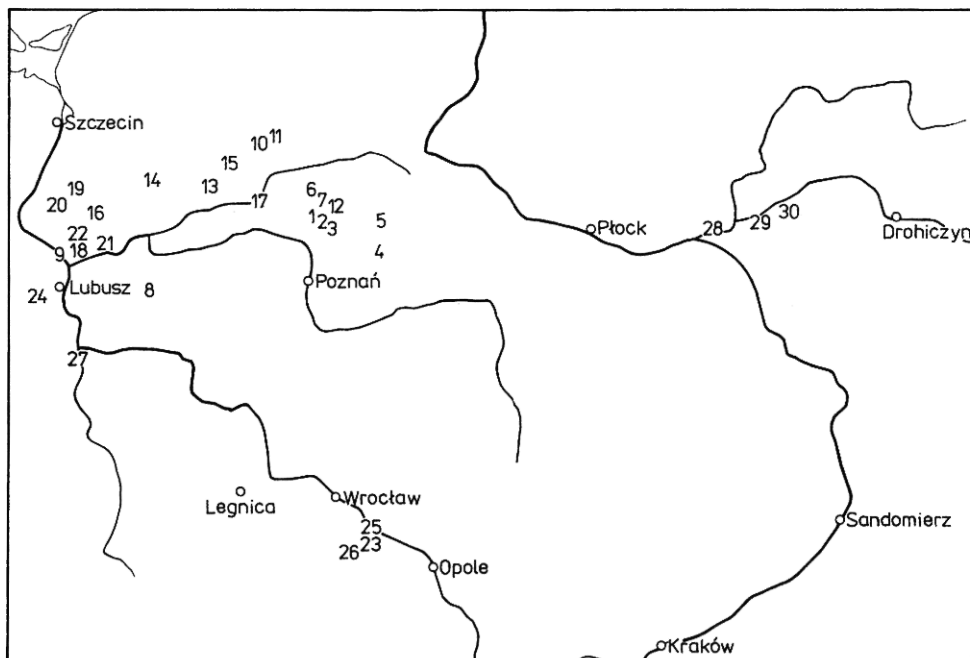 Szczecin
10 11
15
14
13
19
20
16
6
7 12
17
1 2 3
5
4
22
9 18 21
Lubusz
24
8
Poznań
Płock
28 29 30
Drohiczyn
27
Legnica
Wrocław
25
26 23
Opole
Sandomierz
Kraków